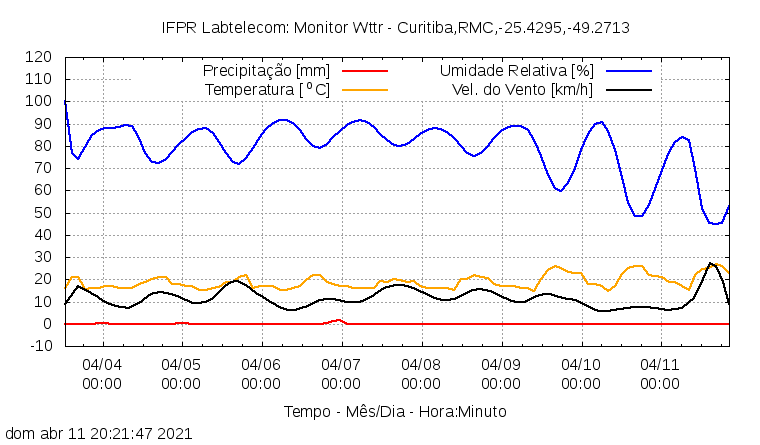 IFPR Labtelecom: Monitor Wttr - Curitiba,RMC,-25.4295,-49.2713
120
110
100
90
80
70
60
50
40
30
20
10
0
-10
Precipitação [mm]
Temperatura [ºC]
Umidade Relativa [%]
Vel. do Vento [km/h]
04/04 04/05 04/06 04/07 04/08 04/09 04/10 04/11
00:00 00:00 00:00 00:00 00:00 00:00 00:00 00:00
Tempo - Mês/Dia - Hora:Minuto
dom abr 11 20:21:47 2021